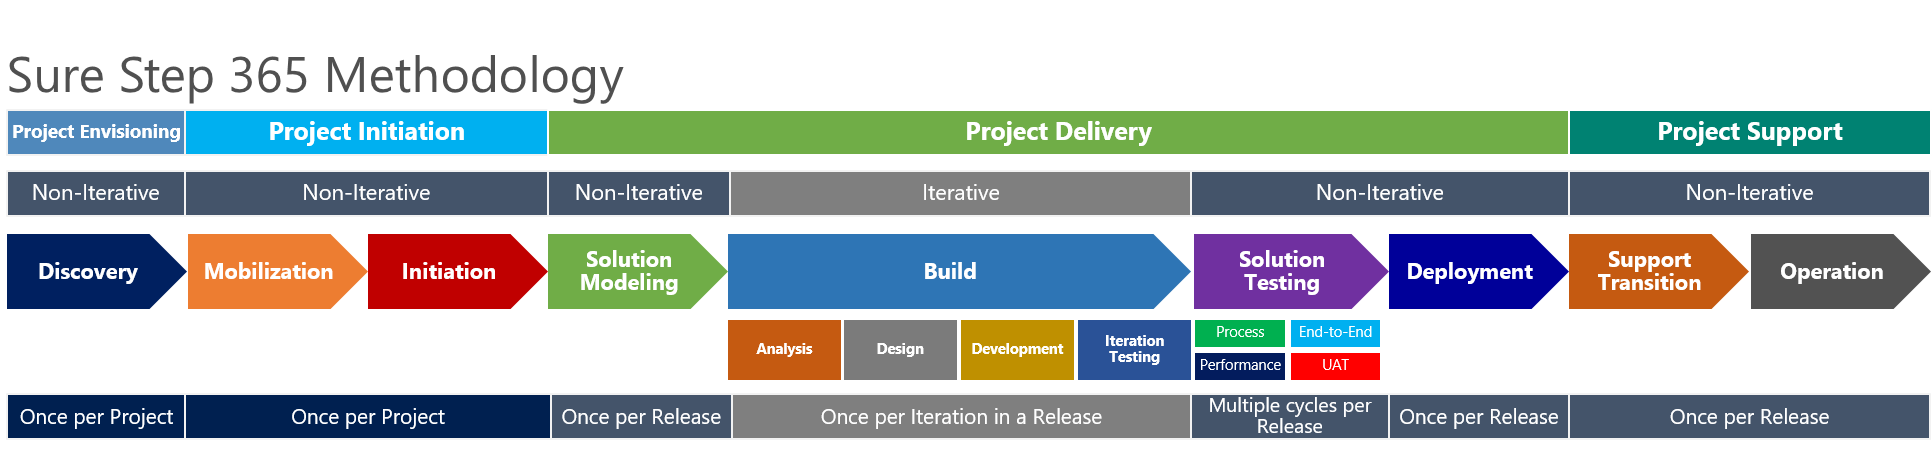 Sure Step 365 Methodology
Project Envisioning
Project Initiation
Project Delivery
Project Support
Non-Iterative
Non-Iterative
Non-Iterative
Iterative
Non-Iterative
Non-Iterative
Discovery
Mobilization
Initiation
Solution
Modeling
Build
Solution
Testing
Deployment
Support
Transition
Operation
Analysis
Design
Development
Iteration
Testing
Process
End-to-End
Performance
UAT
Once per Project
Once per Project
Once per Release
Once per Iteration in a Release
Multiple cycles per
Release
Once per Release
Once per Release